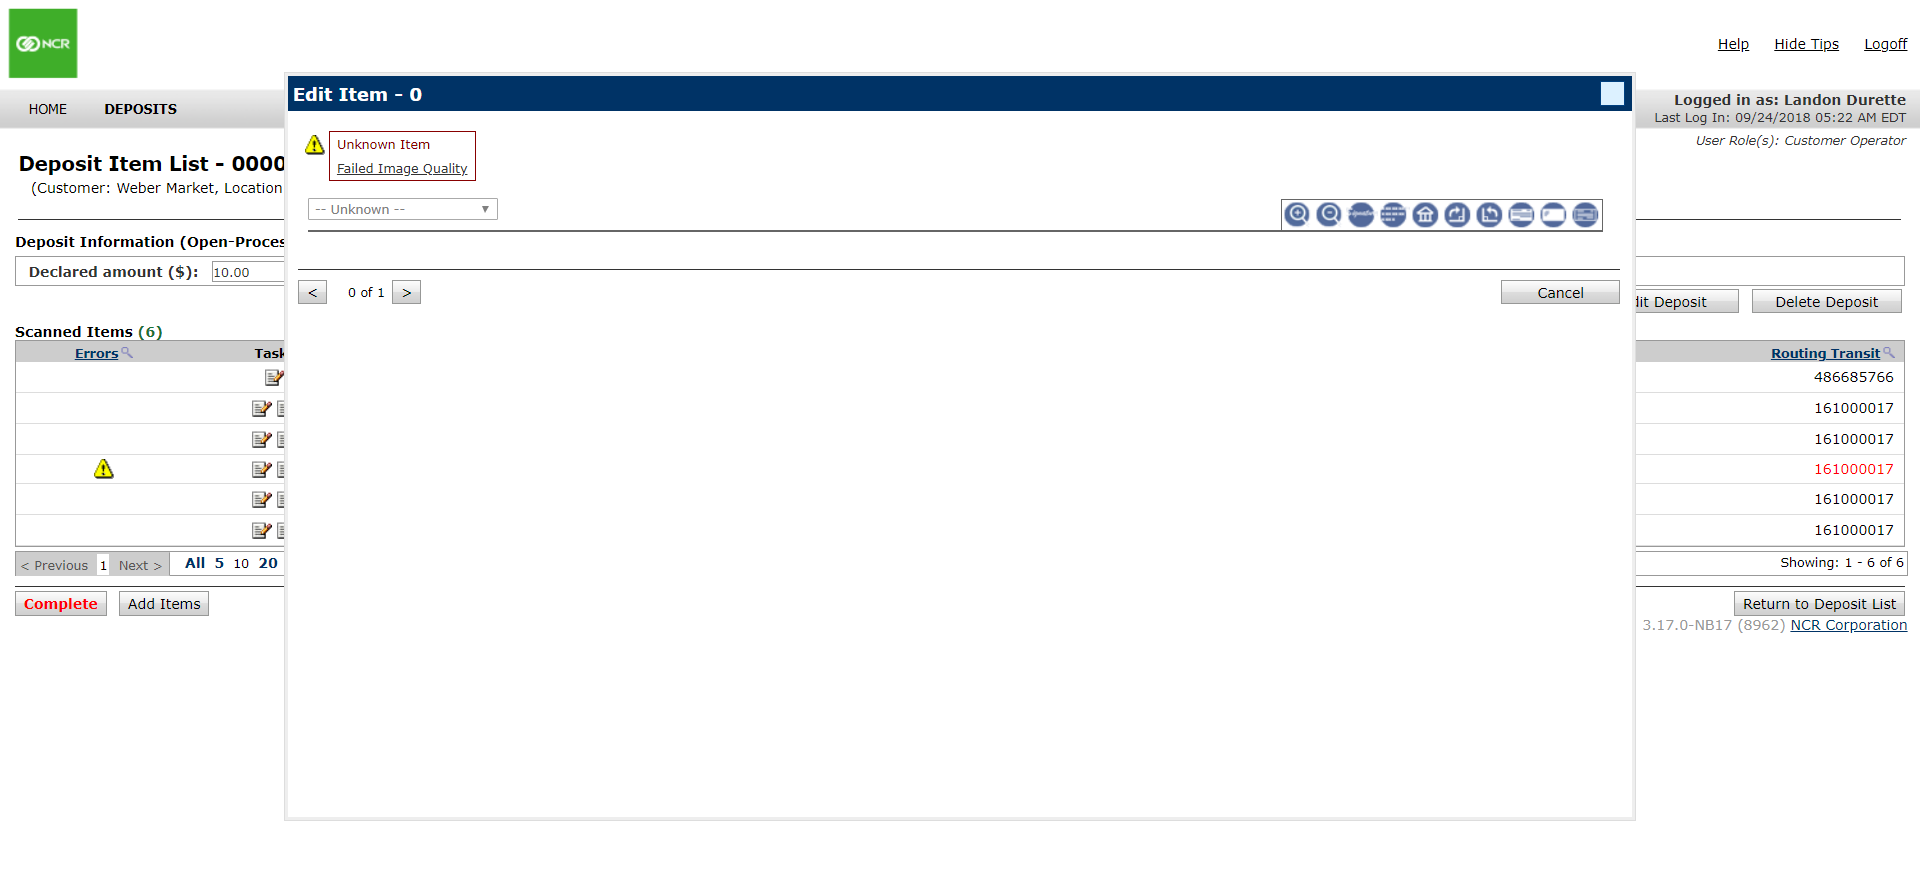 NCR
Help Hide Tips Logoff
HOME DEPOSITS
Logged in as: Landon Durette
Last Log In: 09/24/2018 05:22 AM EDT
User Role(s): Customer Operator
Deposit Item List - 0000
(Customer: Weber Market, Location
Edit Item - 0
Unknown Item
Failed Image Quality
-- Unknown --
Deposit Information (Open-Proces
Declared amount ($): 10.00
< 0 of 1 > Cancel
dit Deposit Delete Deposit
Scanned Items (6)
Errors Task Routing Transit
486685766
161000017
161000017
161000017
161000017
161000017
< Previous 1 Next > All 5 10 20 Showing: 1 - 6 of 6
Complete Add Items Return to Deposit List
3.17.0-NB17 (8962) NCR Corporation